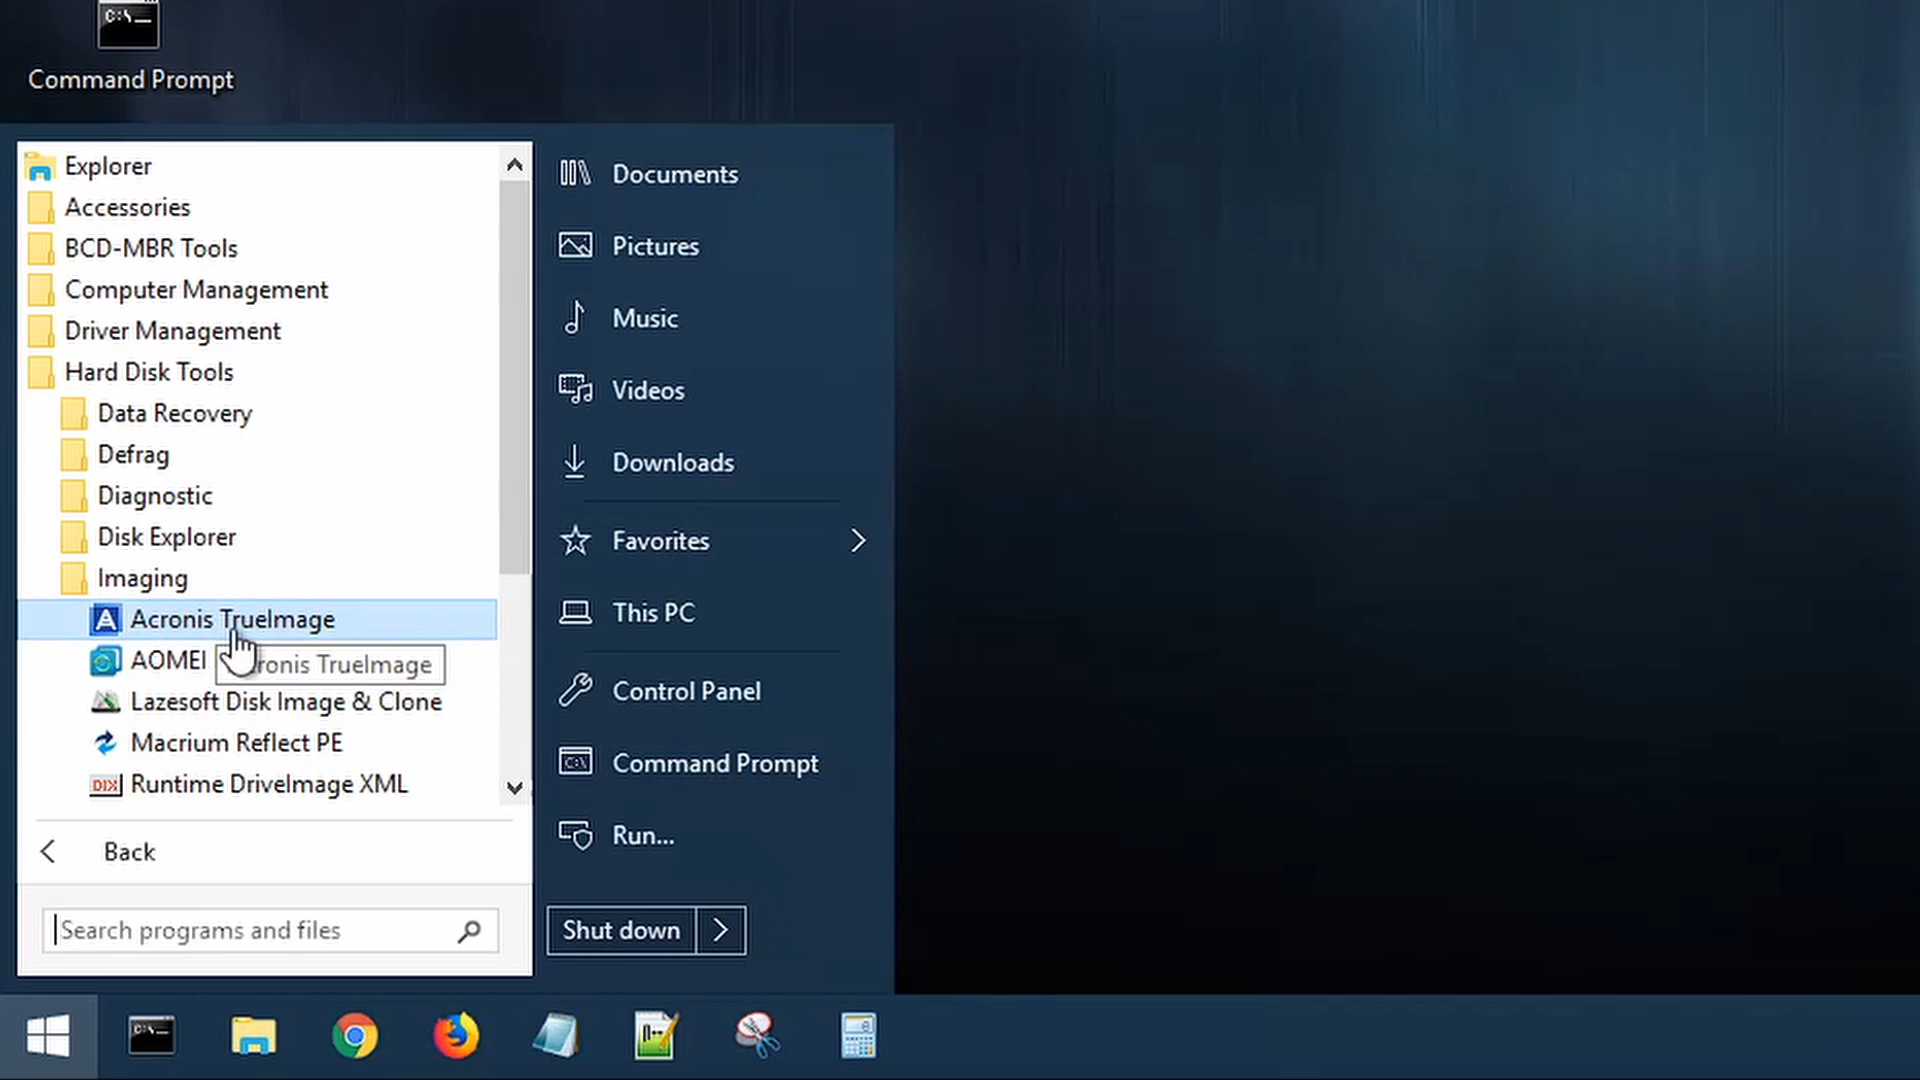 Command Prompt
Explorer
Accessories
BCD-MBR Tools
Computer Management
Driver Management
Hard Disk Tools
Data Recovery
Defrag
Diagnostic
Disk Explorer
Imaging
Acronis TrueImage
AOMEI
ronis TrueImage
Lazesoft Disk Image & Clone
Macrium Reflect PE
Runtime DriveImage XML
Back
Search programs and files
Documents
Pictures
Music
Videos
Downloads
Favorites
This PC
Control Panel
Command Prompt
Run...
Shut down